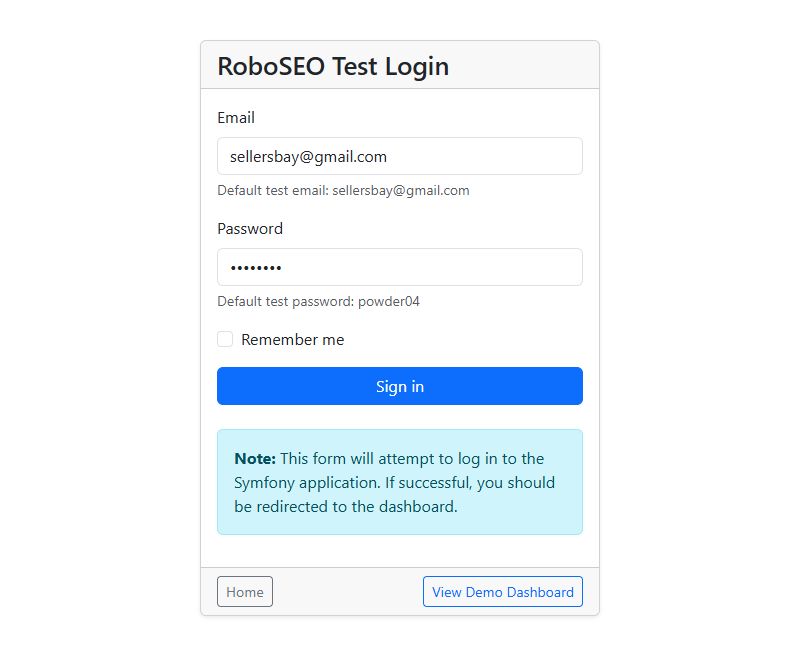 RoboSEO Test Login
Email
sellersbay@gmail.com
Default test email: sellersbay@gmail.com
Password
••••••••
Default test password: powder04
Remember me
Sign in
Note: This form will attempt to log in to the
Symfony application. If successful, you should
be redirected to the dashboard.
Home
View Demo Dashboard